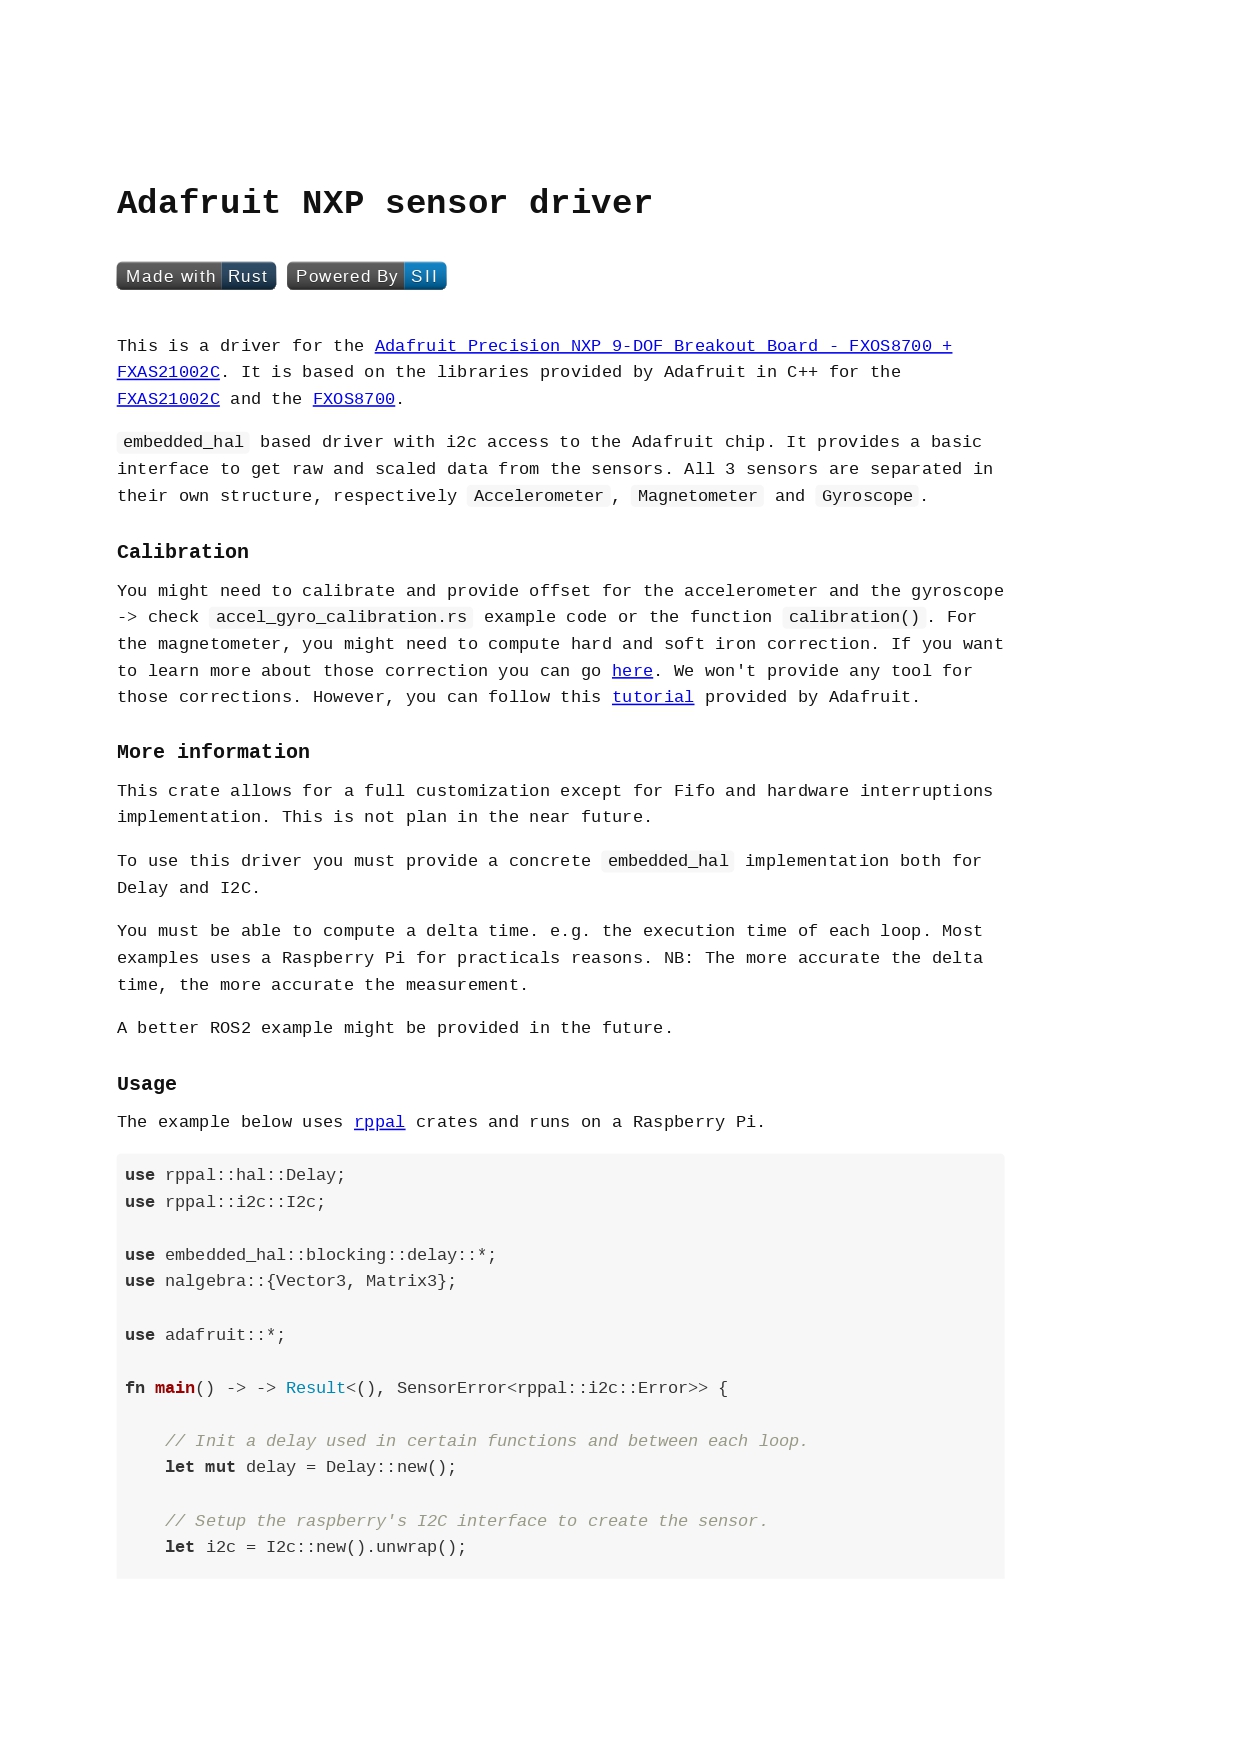 Adafruit NXP sensor driver
Made with Rust Powered By SII
This is a driver for the Adafruit Precision NXP 9-DOF Breakout Board - FXOS8700 +
FXAS21002C. It is based on the libraries provided by Adafruit in C++ for the
FXAS21002C and the FXOS8700.
embedded_hal based driver with i2c access to the Adafruit chip. It provides a basic
interface to get raw and scaled data from the sensors. All 3 sensors are separated in
their own structure, respectively Accelerometer, Magnetometer and Gyroscope.
Calibration
You might need to calibrate and provide offset for the accelerometer and the gyroscope
-> check accel_gyro_calibration.rs example code or the function calibration(). For
the magnetometer, you might need to compute hard and soft iron correction. If you want
to learn more about those correction you can go here. We won't provide any tool for
those corrections. However, you can follow this tutorial provided by Adafruit.
More information
This crate allows for a full customization except for Fifo and hardware interruptions
implementation. This is not plan in the near future.
To use this driver you must provide a concrete embedded_hal implementation both for
Delay and I2C.
You must be able to compute a delta time. e.g. the execution time of each loop. Most
examples uses a Raspberry Pi for practicals reasons. NB: The more accurate the delta
time, the more accurate the measurement.
A better ROS2 example might be provided in the future.
Usage
The example below uses rppal crates and runs on a Raspberry Pi.
use rppal::hal::Delay;
use rppal::i2c::I2c;
use embedded_hal::blocking::delay::*;
use nalgebra::{Vector3, Matrix3};
use adafruit::*;
fn main() -> -> Result<(), SensorError<rppal::i2c::Error>> {
// Init a delay used in certain functions and between each loop.
let mut delay = Delay::new();
// Setup the raspberry's I2C interface to create the sensor.
let i2c = I2c::new().unwrap();